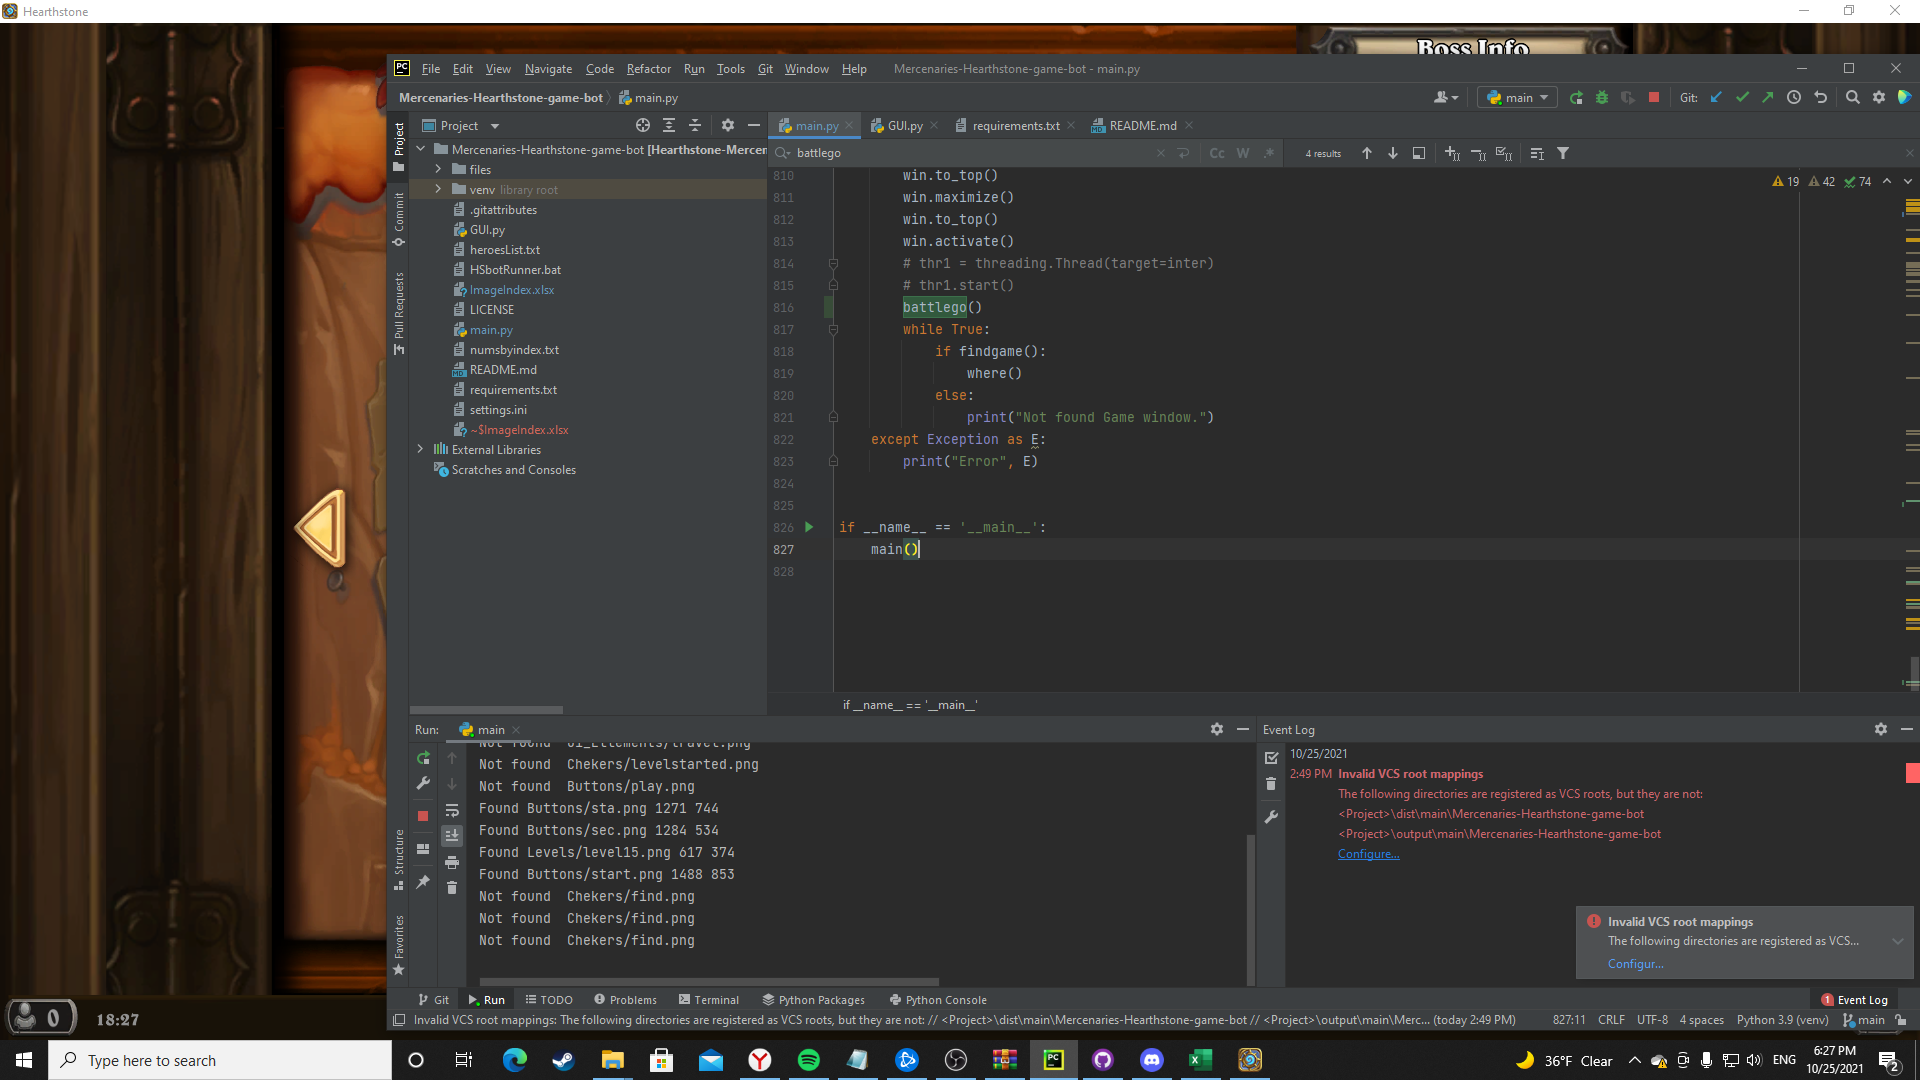 Hearthstone
Boss Info
PC File Edit View Navigate Code Refactor Run Tools Git Window Help Mercenaries-Hearthstone-game-bot - main.py
Mercenaries-Hearthstone-game-bot main.py
main
Git:
Project
main.py
GUI.py
requirements.txt
README.md
battlego
Cc W .*
4 results
19 42 74
Project
Commit
Pull Requests
Structure
Favorites
Mercenaries-Hearthstone-game-bot [Hearthstone-Mercen
files
venv library root
.gitattributes
GUI.py
heroesList.txt
HSbotRunner.bat
ImageIndex.xlsx
LICENSE
main.py
numsbyindex.txt
README.md
requirements.txt
settings.ini
~$ImageIndex.xlsx
External Libraries
Scratches and Consoles
810 win.to_top()
811 win.maximize()
812 win.to_top()
813 win.activate()
814 # thr1 = threading.Thread(target=inter)
815 # thr1.start()
816 battlego()
817 while True:
818 if findgame():
819 where()
820 else:
821 print("Not found Game window.")
822 except Exception as E:
823 print("Error", E)
824
825
826 if __name__ == '__main__':
827 main()
828
if __name__ == '__main__'
Run: main
Not found UI_Ellements/travel.png
Not found Chekers/levelstarted.png
Not found Buttons/play.png
Found Buttons/sta.png 1271 744
Found Buttons/sec.png 1284 534
Found Levels/level15.png 617 374
Found Buttons/start.png 1488 853
Not found Chekers/find.png
Not found Chekers/find.png
Not found Chekers/find.png
Event Log
10/25/2021
2:49 PM Invalid VCS root mappings
The following directories are registered as VCS roots, but they are not:
<Project>\dist\main\Mercenaries-Hearthstone-game-bot
<Project>\output\main\Mercenaries-Hearthstone-game-bot
Configure...
Invalid VCS root mappings
The following directories are registered as VCS...
Configur...
Git Run TODO Problems Terminal Python Packages Python Console
1 Event Log
Invalid VCS root mappings: The following directories are registered as VCS roots, but they are not: // <Project>\dist\main\Mercenaries-Hearthstone-game-bot // <Project>\output\main\Merc... (today 2:49 PM)
827:11 CRLF UTF-8 4 spaces Python 3.9 (venv) main
0 18:27
Type here to search
PC
36°F Clear
ENG
6:27 PM
10/25/2021
2